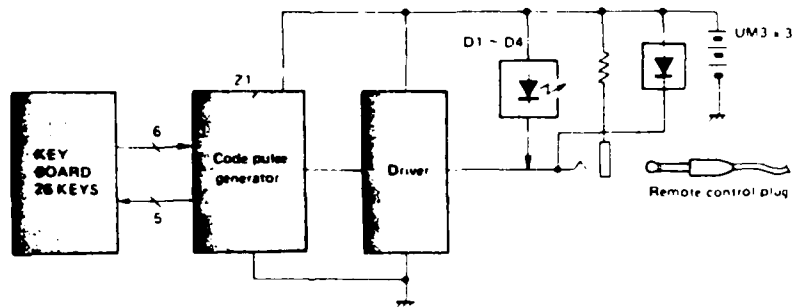 D1 ~ D4
UM3 x 3
21
6
KEY
BOARD
26 KEYS
Code pulse
generator
Driver
5
Remote control plug